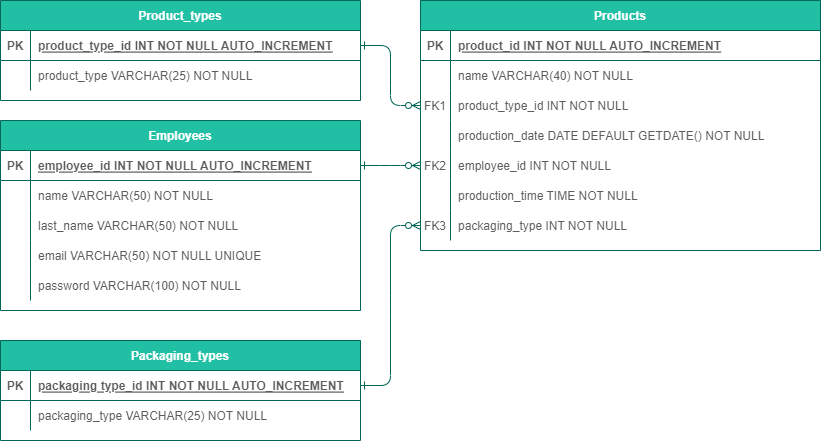 Product_types
PK product_type_id INT NOT NULL AUTO_INCREMENT
product_type VARCHAR(25) NOT NULL
Employees
PK employee_id INT NOT NULL AUTO_INCREMENT
name VARCHAR(50) NOT NULL
last_name VARCHAR(50) NOT NULL
email VARCHAR(50) NOT NULL UNIQUE
password VARCHAR(100) NOT NULL
Packaging_types
PK packaging type_id INT NOT NULL AUTO_INCREMENT
packaging_type VARCHAR(25) NOT NULL
Products
PK product_id INT NOT NULL AUTO_INCREMENT
name VARCHAR(40) NOT NULL
FK1 product_type_id INT NOT NULL
production_date DATE DEFAULT GETDATE() NOT NULL
FK2 employee_id INT NOT NULL
production_time TIME NOT NULL
FK3 packaging_type INT NOT NULL